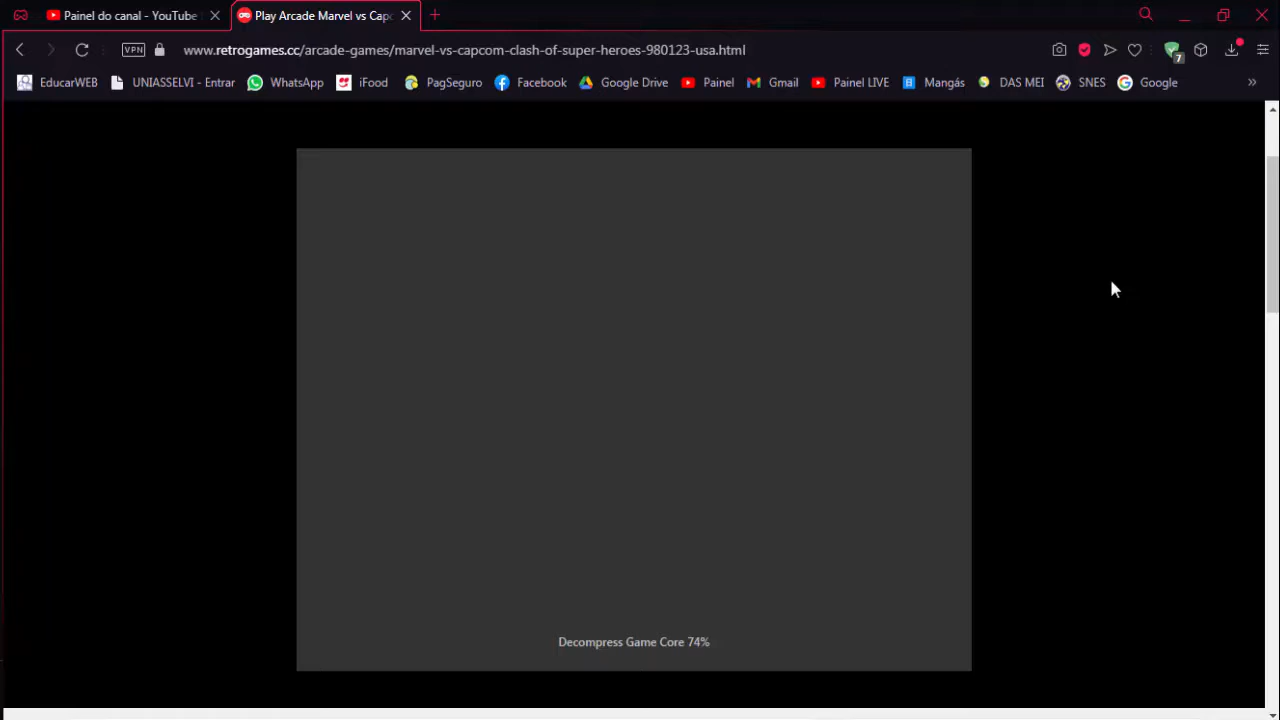 Painel do canal - YouTube
Play Arcade Marvel vs Capc
VPN
www.retrogames.cc/arcade-games/marvel-vs-capcom-clash-of-super-heroes-980123-usa.html
7
EducarWEB
UNIASSELVI - Entrar
WhatsApp
iFood
PagSeguro
Facebook
Google Drive
Painel
Gmail
Painel LIVE
Mangás
DAS MEI
SNES
Google
»
Decompress Game Core 74%